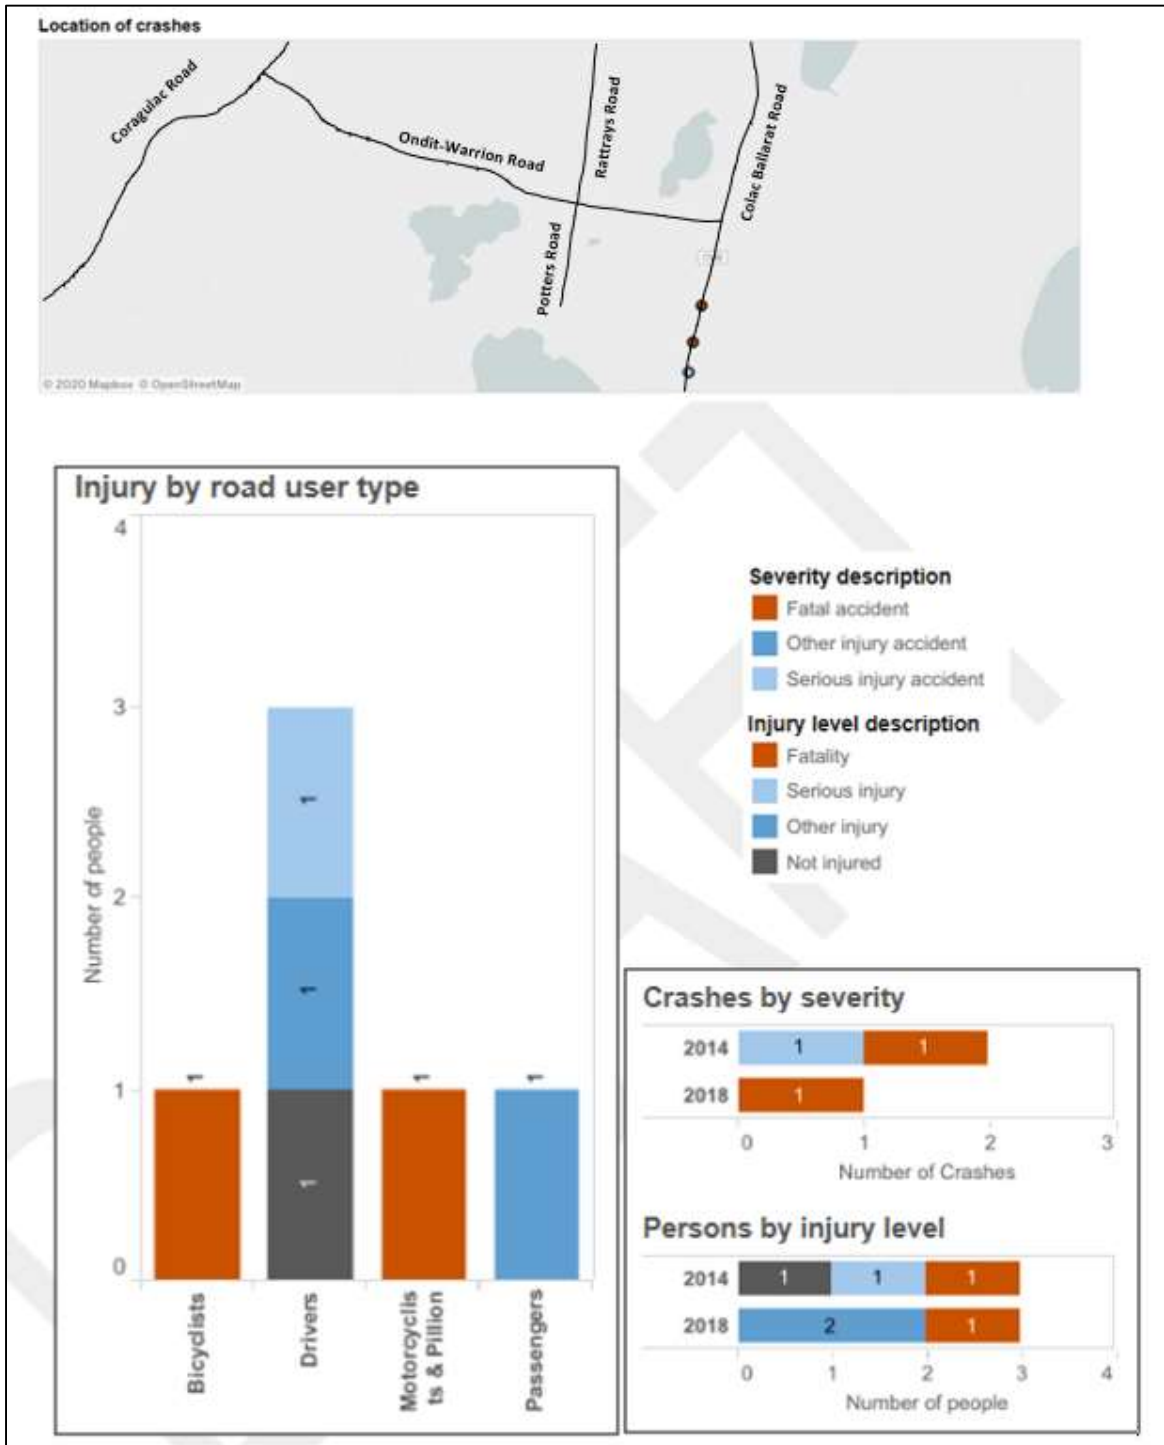 Location of crashes
Coragulac Road
Ondit-Warrion Road
Rattrays Road
Colac Ballarat Road
Potters Road
© 2020 Mapbox © OpenStreetMap
Injury by road user type
4
3
2
1
0
Number of people
1
1
1
1
1
1
Bicyclists
Drivers
Motorcyclis
ts & Pillion
Passengers
Severity description
Fatal accident
Other injury accident
Serious injury accident
Injury level description
Fatality
Serious injury
Other injury
Not injured
Crashes by severity
2014 1 1
2018 1
0 1 2 3
Number of Crashes
Persons by injury level
2014 1 1 1
2018 2 1
0 1 2 3 4
Number of people